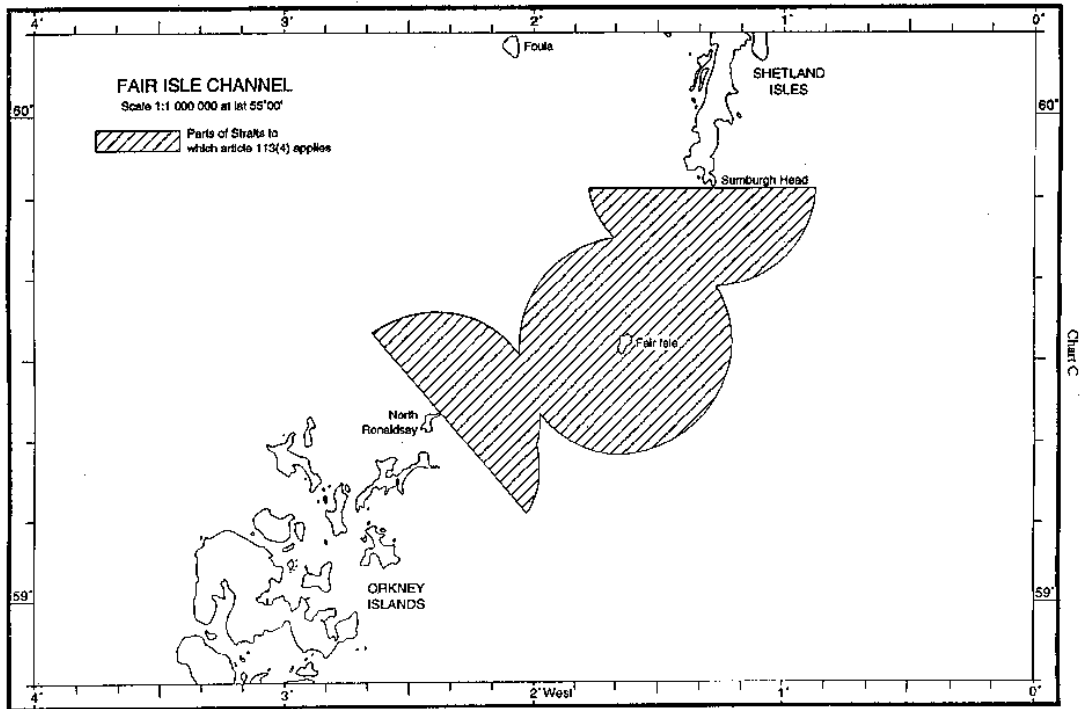 4° 3° 2° 1° 0°
Foula
SHETLAND
ISLES
FAIR ISLE CHANNEL
Scale 1:1 000 000 at lat 55°00'
60° 60°
Parts of Straits to
which article 113(4) applies
Sumburgh Head
Fair Isle
Chart C
North
Ronaldsay
ORKNEY
ISLANDS
59° 59°
4° 3° 2° West 1° 0°